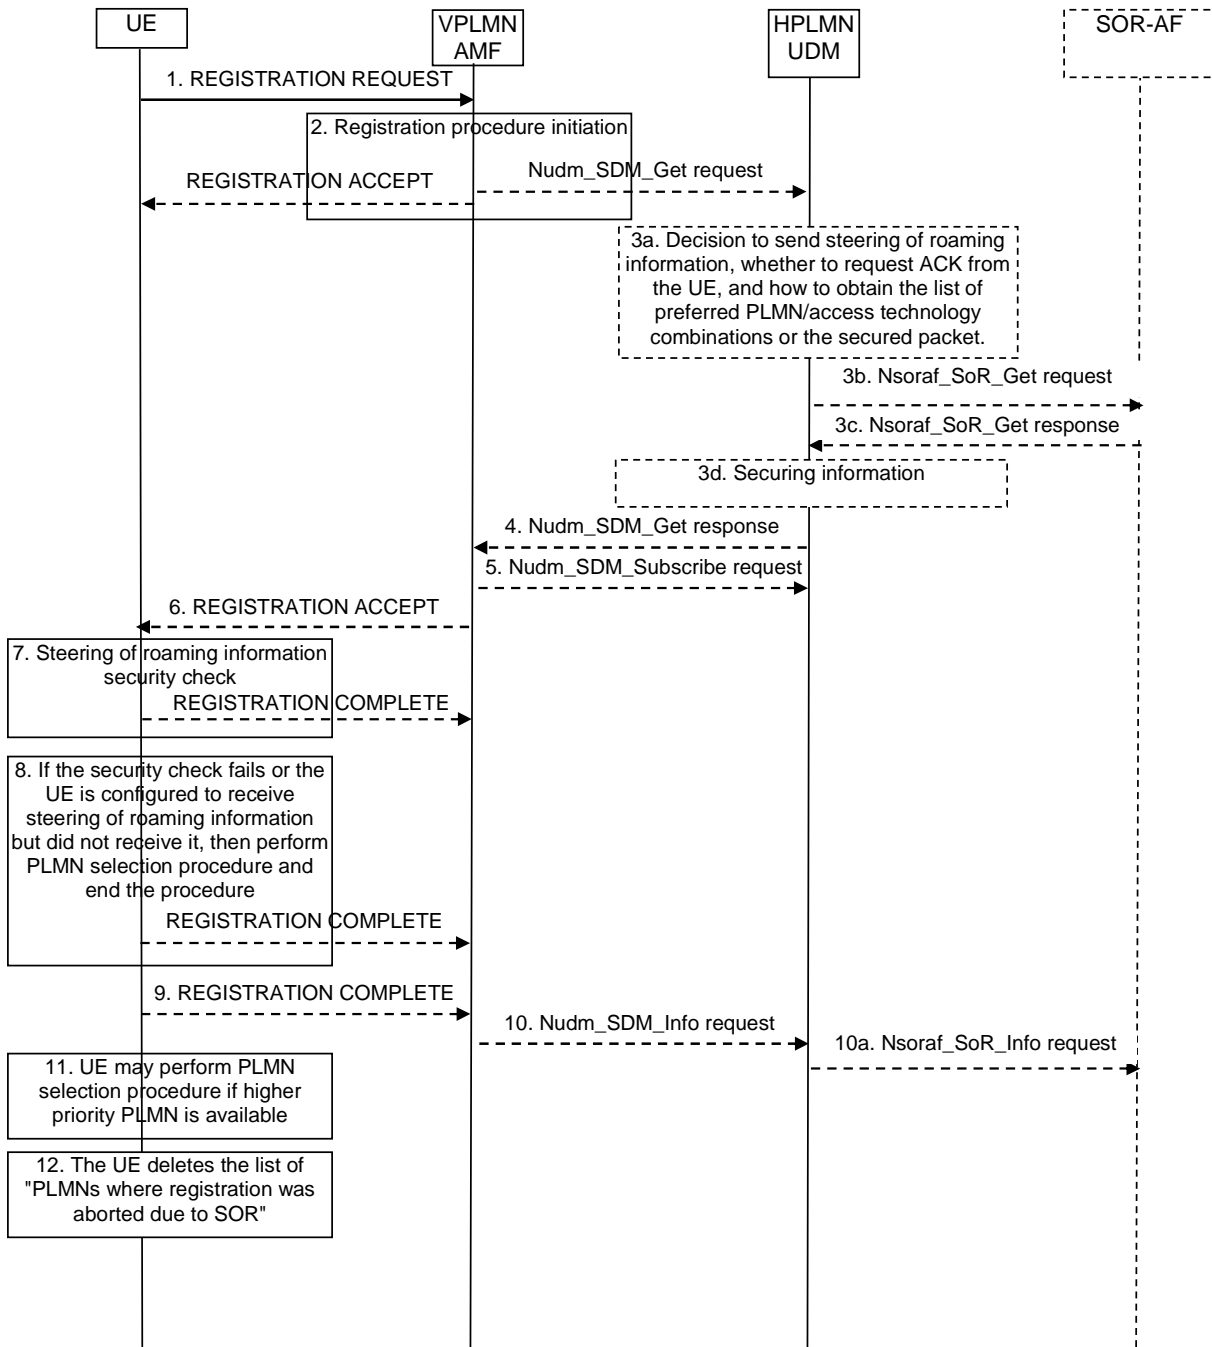 UE
VPLMN
AMF
HPLMN
UDM
SOR-AF
1. REGISTRATION REQUEST
2. Registration procedure initiation
REGISTRATION ACCEPT
Nudm_SDM_Get request
3a. Decision to send steering of roaming
information, whether to request ACK from
the UE, and how to obtain the list of
preferred PLMN/access technology
combinations or the secured packet.
3b. Nsoraf_SoR_Get request
3c. Nsoraf_SoR_Get response
3d. Securing information
4. Nudm_SDM_Get response
5. Nudm_SDM_Subscribe request
6. REGISTRATION ACCEPT
7. Steering of roaming information
security check
REGISTRATION COMPLETE
8. If the security check fails or the
UE is configured to receive
steering of roaming information
but did not receive it, then perform
PLMN selection procedure and
end the procedure
REGISTRATION COMPLETE
9. REGISTRATION COMPLETE
10. Nudm_SDM_Info request
10a. Nsoraf_SoR_Info request
11. UE may perform PLMN
selection procedure if higher
priority PLMN is available
12. The UE deletes the list of
"PLMNs where registration was
aborted due to SOR"